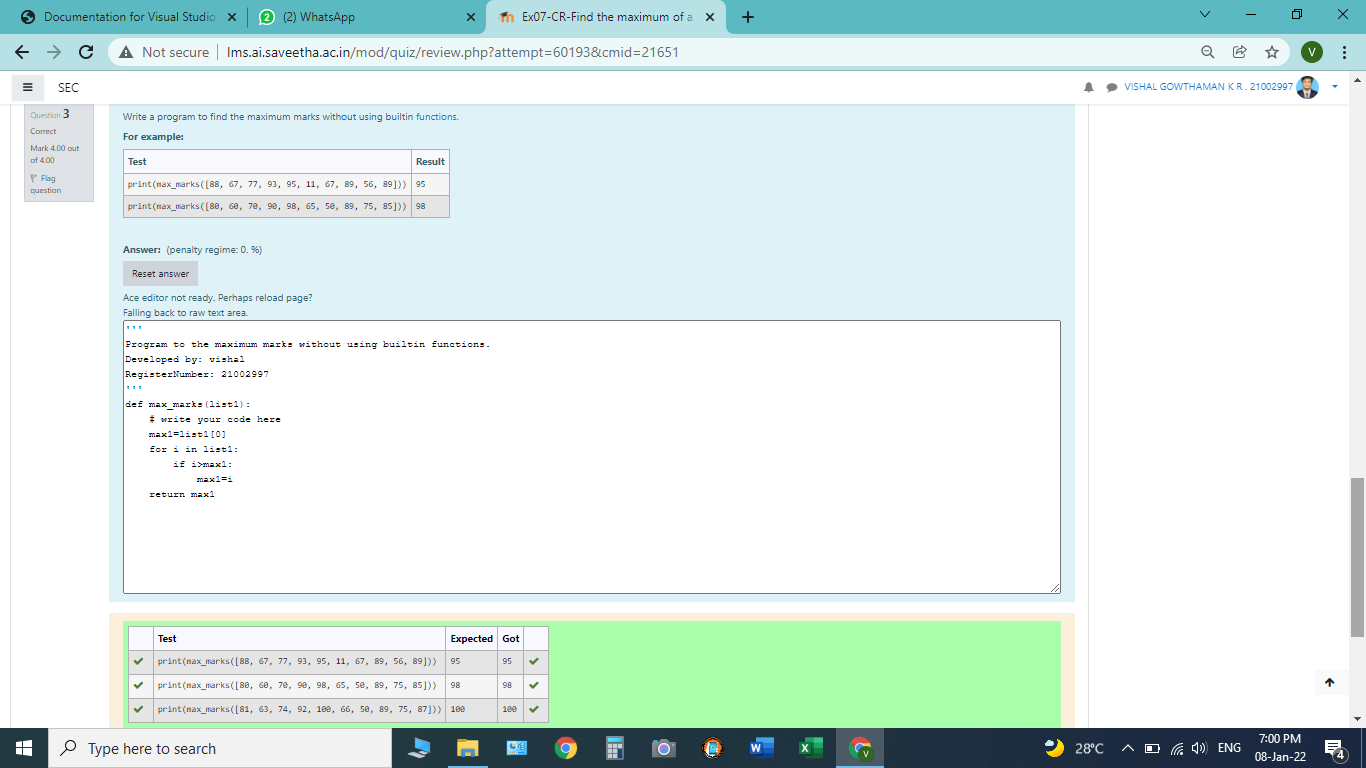 Documentation for Visual Studio
(2) WhatsApp
Ex07-CR-Find the maximum of a
Not secure
lms.ai.saveetha.ac.in/mod/quiz/review.php?attempt=60193&cmid=21651
V
SEC
VISHAL GOWTHAMAN K R . 21002997
Question 3
Correct
Mark 4.00 out
of 4.00
Flag
question
Write a program to find the maximum marks without using builtin functions.
For example:
Test Result
print(max_marks([88, 67, 77, 93, 95, 11, 67, 89, 56, 89])) 95
print(max_marks([80, 60, 70, 90, 98, 65, 50, 89, 75, 85])) 98
Answer: (penalty regime: 0. %)
Reset answer
Ace editor not ready. Perhaps reload page?
Falling back to raw text area.
'''
Program to the maximum marks without using builtin functions.
Developed by: vishal
RegisterNumber: 21002997
'''
def max_marks(list1):
# write your code here
max1=list1[0]
for i in list1:
if i>max1:
max1=i
return max1
Test Expected Got
print(max_marks([88, 67, 77, 93, 95, 11, 67, 89, 56, 89])) 95 95
print(max_marks([80, 60, 70, 90, 98, 65, 50, 89, 75, 85])) 98 98
print(max_marks([81, 63, 74, 92, 100, 66, 50, 89, 75, 87])) 100 100
Type here to search
28°C
ENG
7:00 PM
08-Jan-22
4